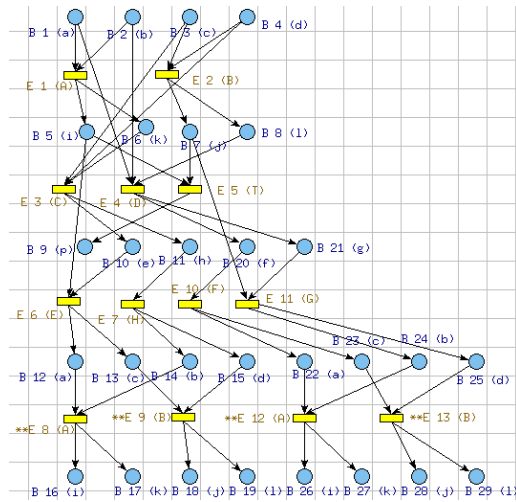 B 1 (a)
B 2 (b)
B 3 (c)
B 4 (d)
E 1 (A)
E 2 (B)
B 5 (i)
B 6 (k)
B 7 (j)
B 8 (l)
E 3 (C)
E 4 (D)
E 5 (T)
B 9 (p)
B 10 (e)
B 11 (h)
B 20 (f)
B 21 (g)
E 6 (E)
E 7 (H)
E 10 (F)
E 11 (G)
B 12 (a)
B 13 (c)
B 14 (b)
B 15 (d)
B 22 (a)
B 23 (c)
B 24 (b)
B 25 (d)
**E 8 (A)
**E 9 (B)
**E 12 (A)
**E 13 (B)
B 16 (i)
B 17 (k)
B 18 (j)
B 19 (l)
B 26 (i)
B 27 (k)
B 28 (j)
B 29 (l)